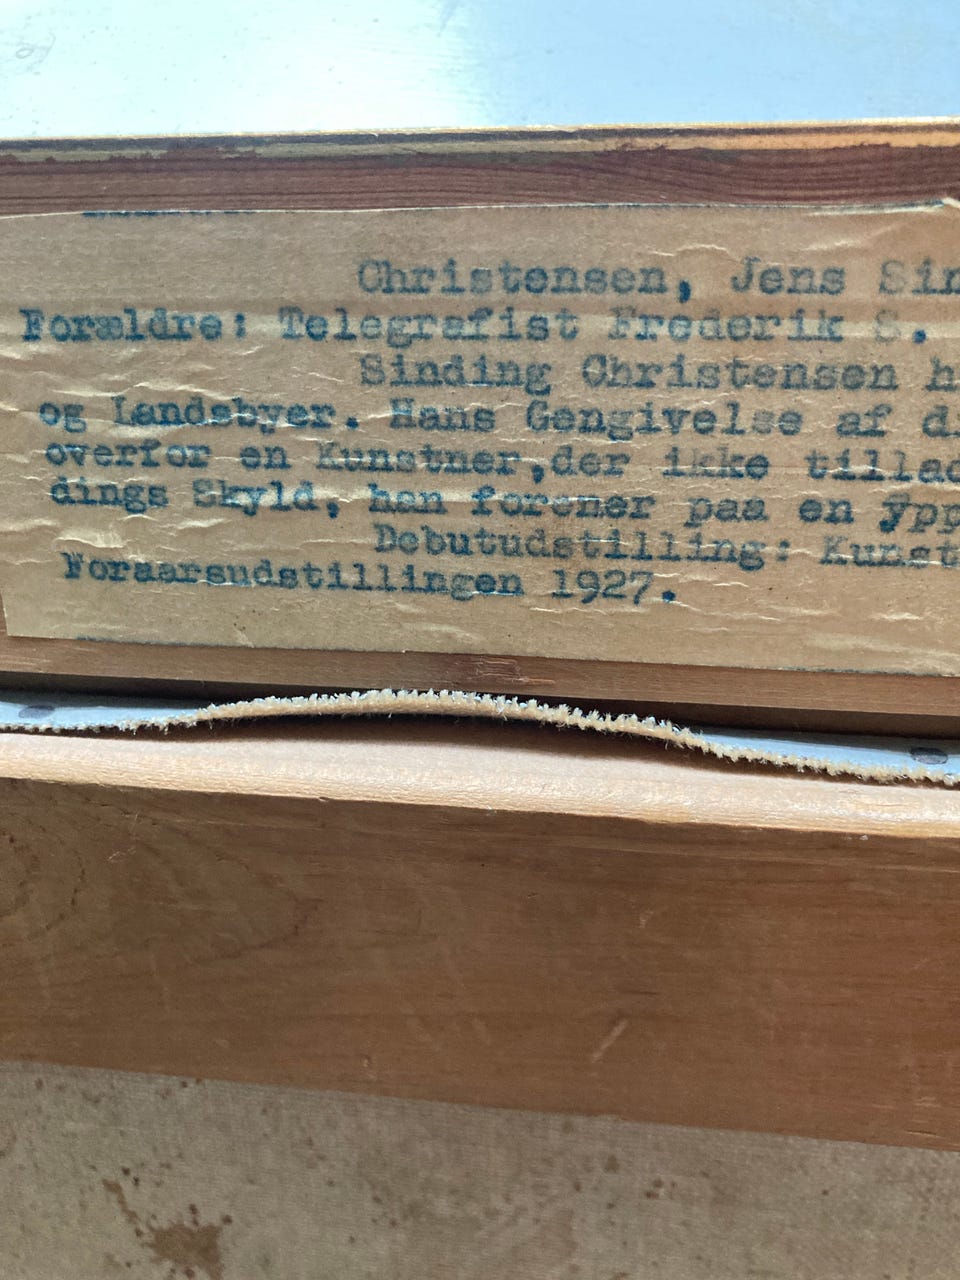 Christensen, Jens Sin
Forældre: Telegrafist Frederik S.
Sinding Christensen h
og Landsbyer. Hans Gengivelse af d
overfor en Kunstner,der ikke tillad
dings Skyld, han forener paa en ypp
Debutudstilling: Kunst
Foraarsudstillingen 1927.